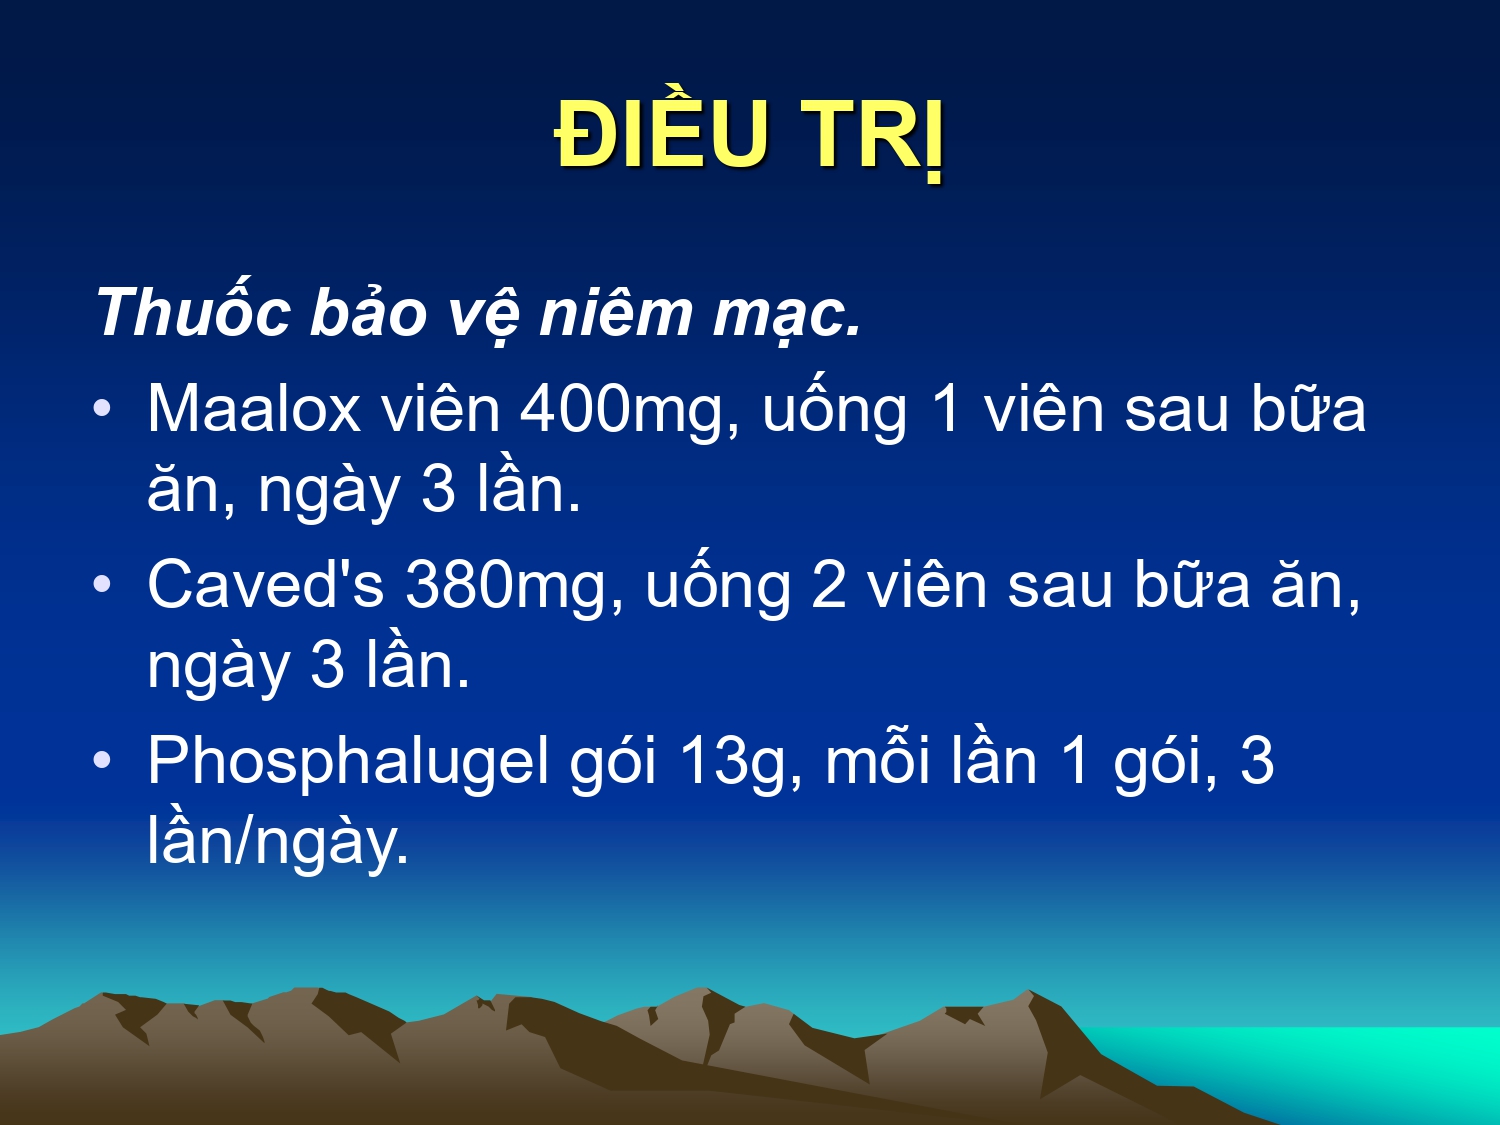 ĐIỀU TRỊ
Thuốc bảo vệ niêm mạc.
• Maalox viên 400mg, uống 1 viên sau bữa
ăn, ngày 3 lần.
• Caved's 380mg, uống 2 viên sau bữa ăn,
ngày 3 lần.
• Phosphalugel gói 13g, mỗi lần 1 gói, 3
lần/ngày.